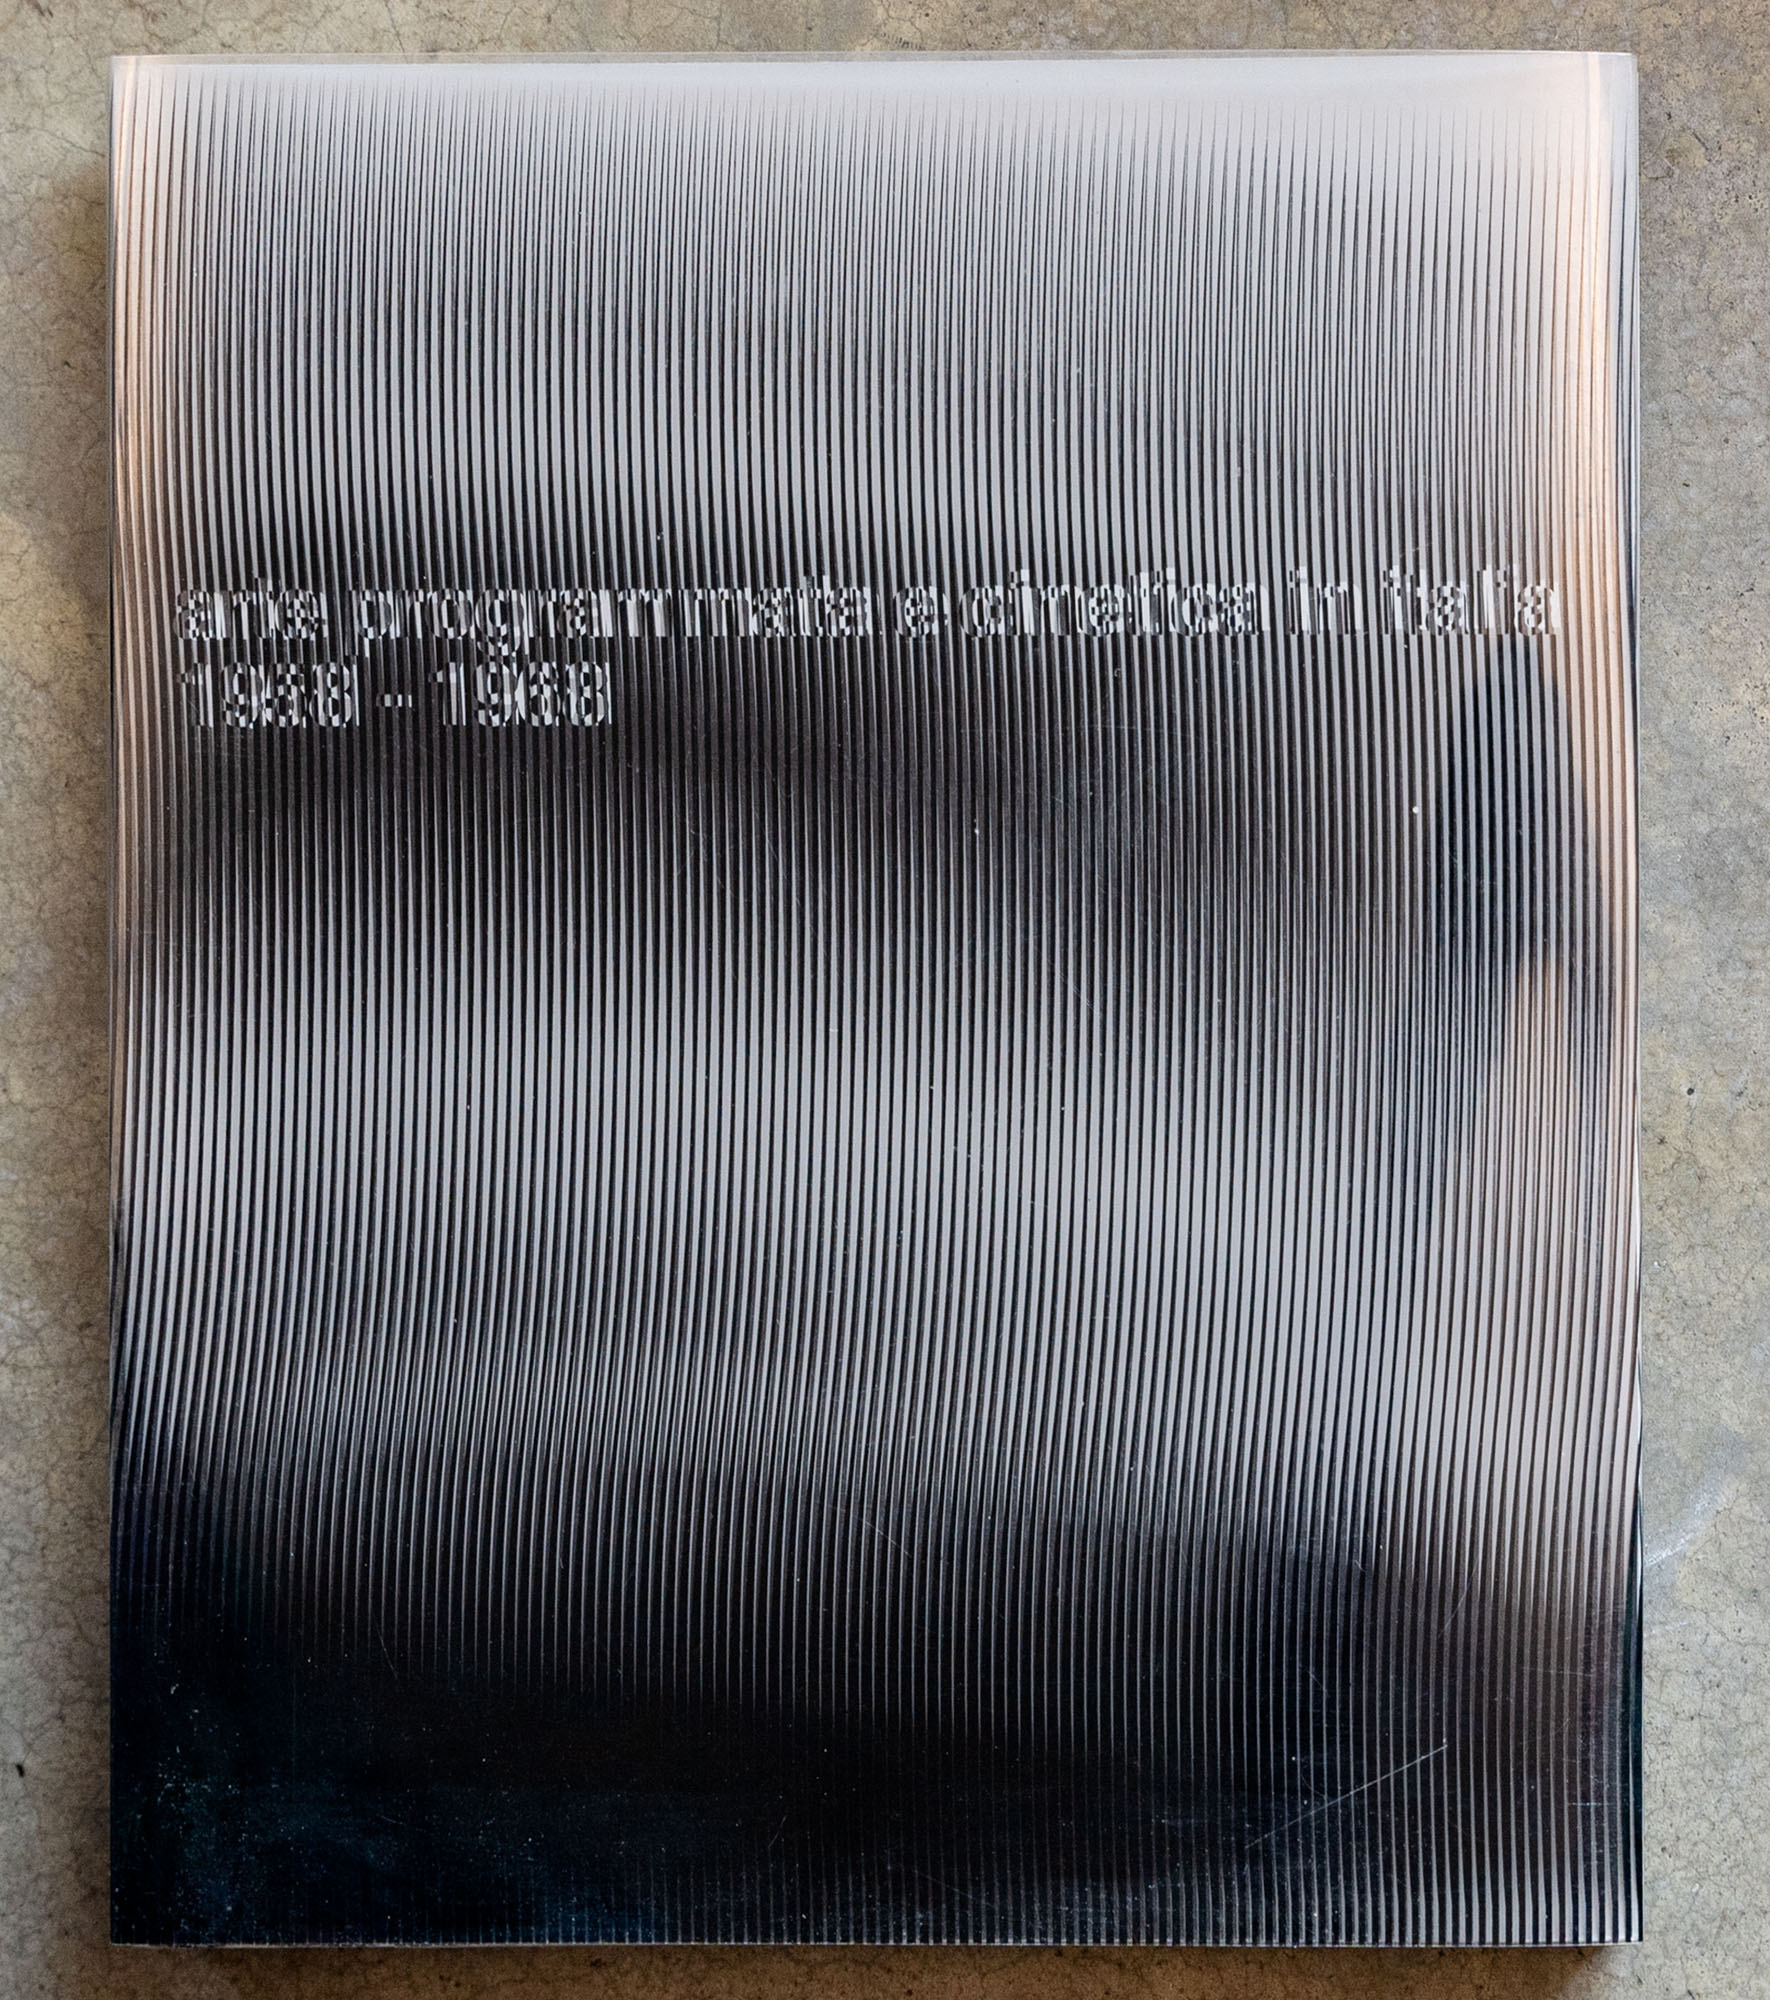 arte programmata e cinetica in italia
1958 - 1968